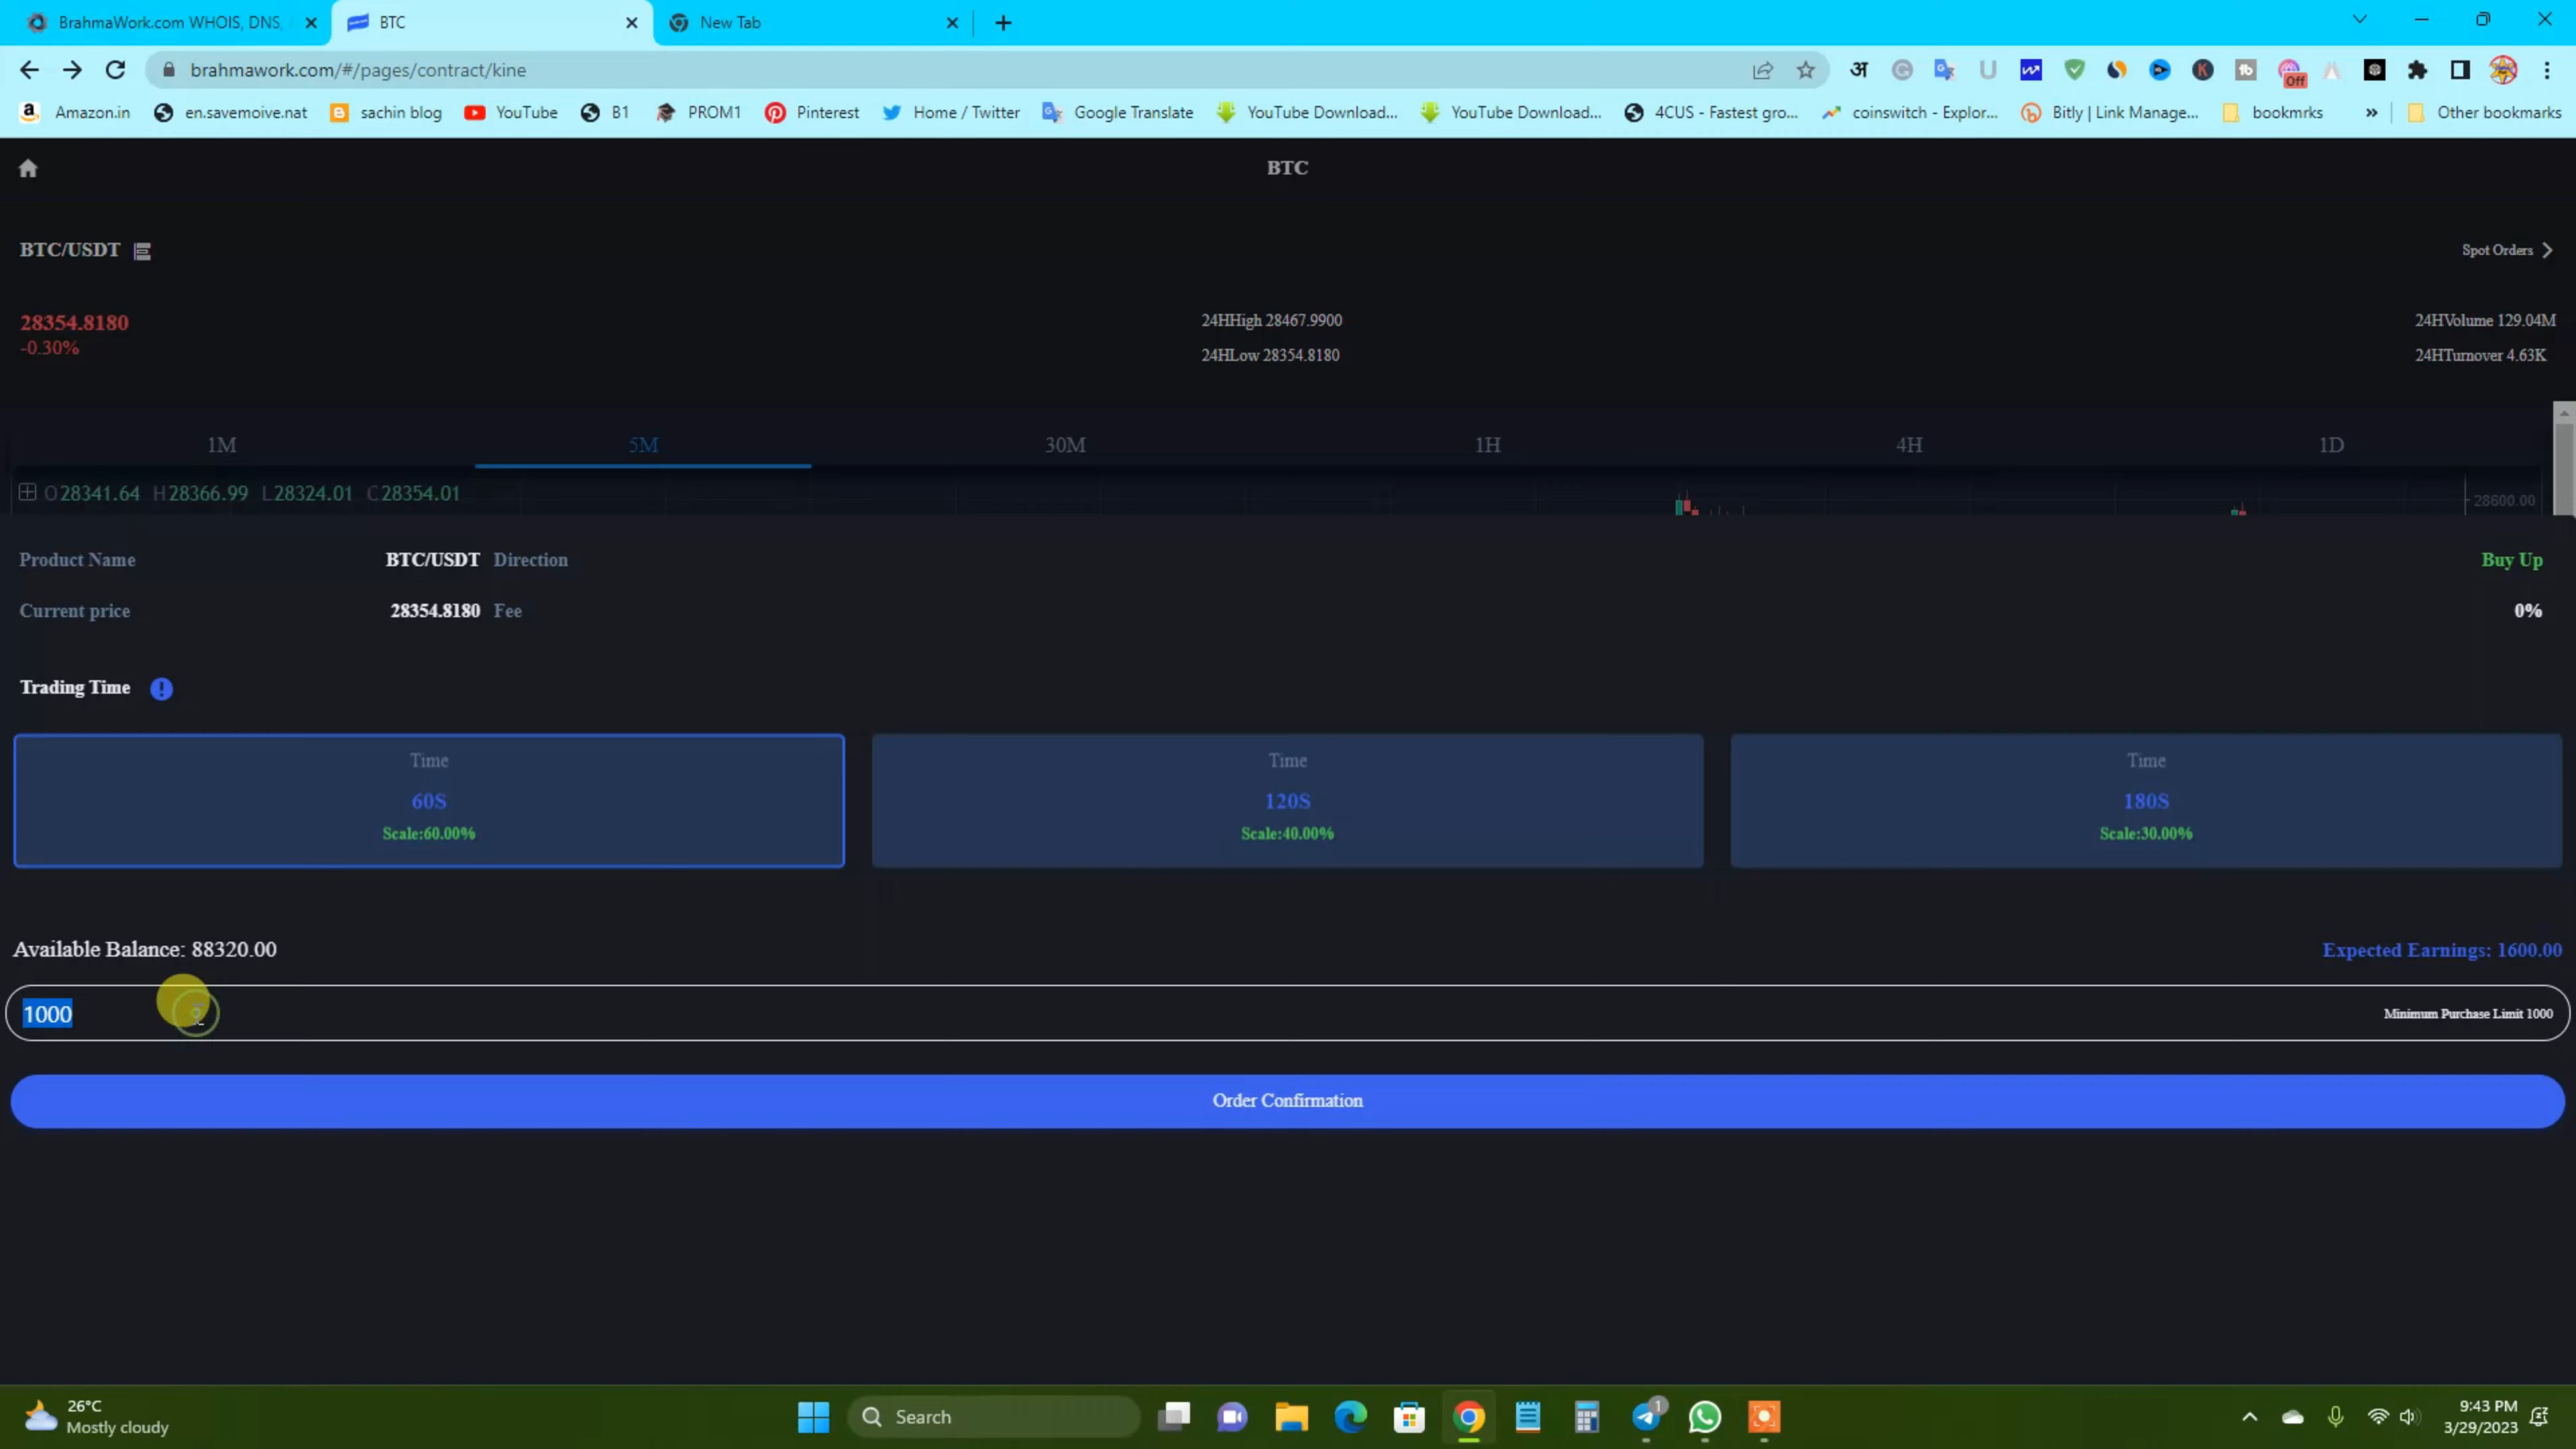 BrahmaWork.com WHOIS, DNS,
BTC
New Tab
brahmawork.com/#/pages/contract/kine
अ
Off
Amazon.in
en.savemoive.nat
sachin blog
YouTube
B1
PROM1
Pinterest
Home / Twitter
Google Translate
YouTube Download...
YouTube Download...
4CUS - Fastest gro...
coinswitch - Explor...
Bitly | Link Manage...
bookmrks
»
Other bookmarks
BTC
BTC/USDT
Spot Orders
28354.8180
-0.30%
24HHigh 28467.9900
24HLow 28354.8180
24HVolume 129.04M
24HTurnover 4.63K
1M 5M 30M 1H 4H 1D
O28341.64 H28366.99 L28324.01 C28354.01
28600.00
Product Name BTC/USDT Direction Buy Up
Current price 28354.8180 Fee 0%
Trading Time
Time
60S
Scale:60.00%
Time
120S
Scale:40.00%
Time
180S
Scale:30.00%
Available Balance: 88320.00
Expected Earnings: 1600.00
1000
Minimum Purchase Limit 1000
Order Confirmation
26°C
Mostly cloudy
Search
1
9:43 PM
3/29/2023